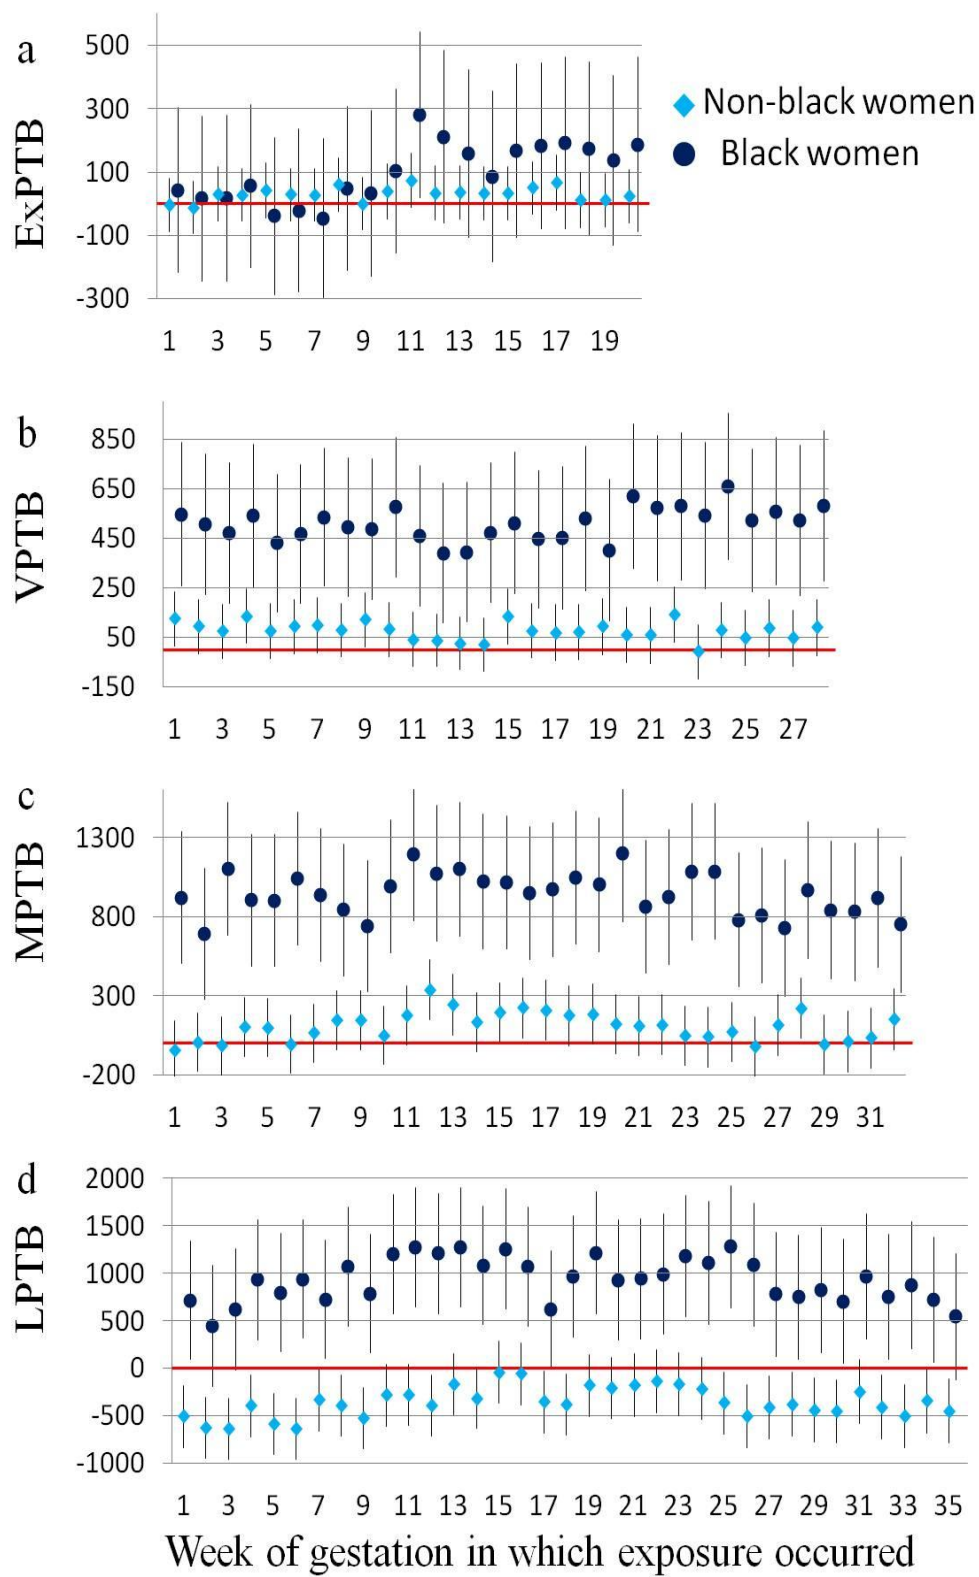 a
500
300
100
-100
-300
ExPTB
1 3 5 7 9 11 13 15 17 19
Non-black women
Black women
b
850
650
450
250
50
-150
VPTB
1 3 5 7 9 11 13 15 17 19 21 23 25 27
c
1300
800
300
-200
MPTB
1 3 5 7 9 11 13 15 17 19 21 23 25 27 29 31
d
2000
1500
1000
500
0
-500
-1000
LPTB
1 3 5 7 9 11 13 15 17 19 21 23 25 27 29 31 33 35
Week of gestation in which exposure occurred